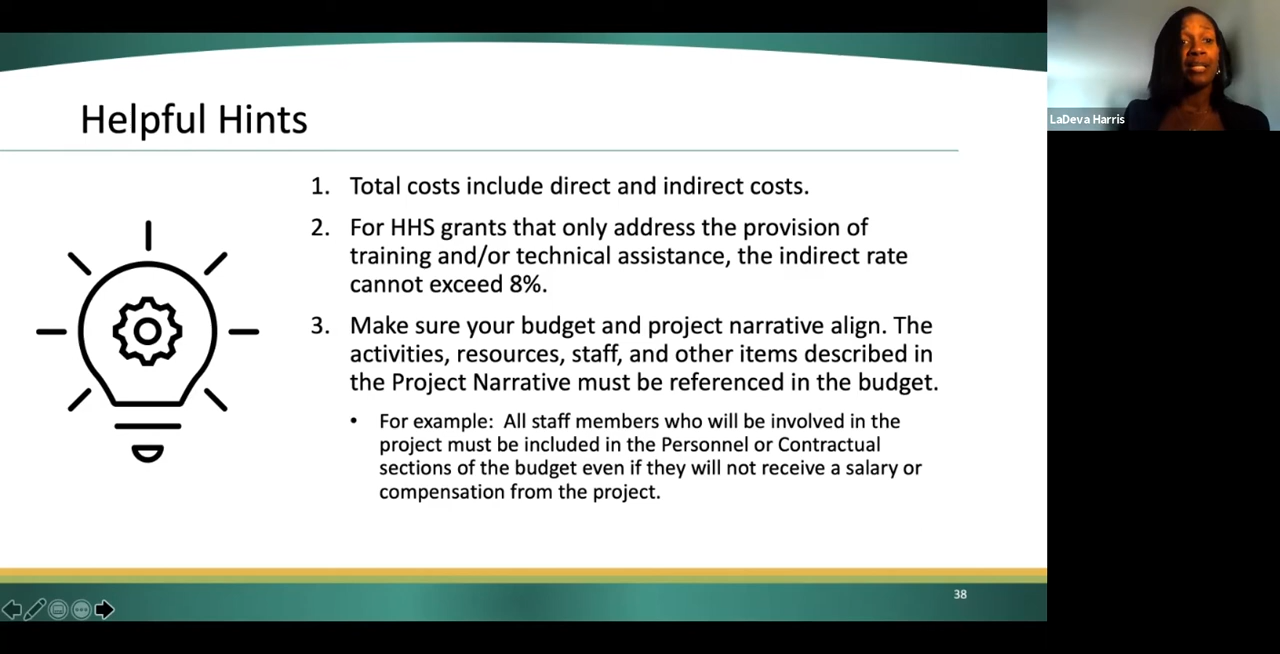 Helpful Hints
1. Total costs include direct and indirect costs.
2. For HHS grants that only address the provision of
training and/or technical assistance, the indirect rate
cannot exceed 8%.
3. Make sure your budget and project narrative align. The
activities, resources, staff, and other items described in
the Project Narrative must be referenced in the budget.
• For example: All staff members who will be involved in the
project must be included in the Personnel or Contractual
sections of the budget even if they will not receive a salary or
compensation from the project.
38
LaDeva Harris